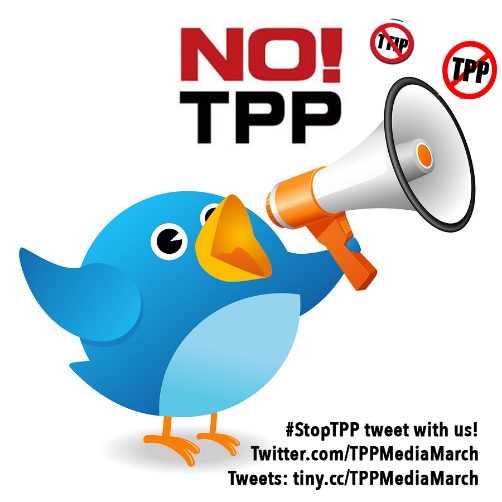 NO!
TPP
TTIP
TPP
#StopTPP tweet with us!
Twitter.com/TPPMediaMarch
Tweets: tiny.cc/TPPMediaMarch